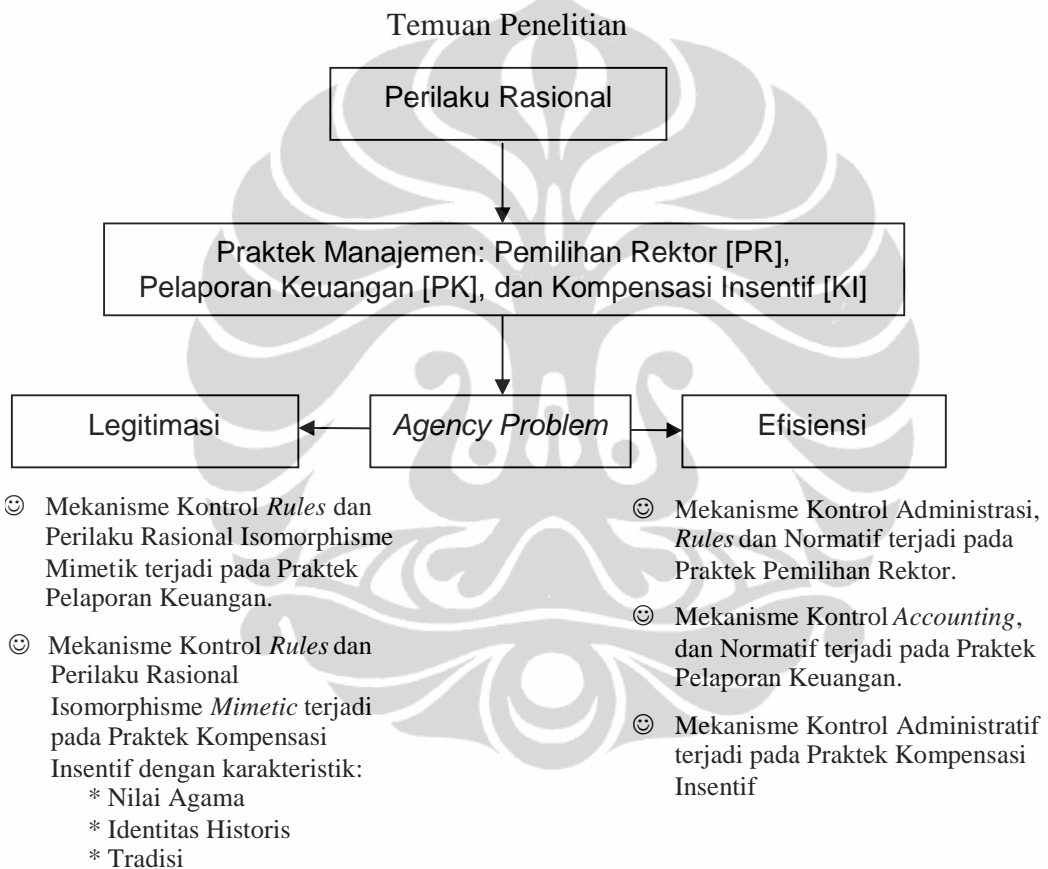 Temuan Penelitian
Perilaku Rasional
Praktek Manajemen: Pemilihan Rektor [PR],
Pelaporan Keuangan [PK], dan Kompensasi Insentif [KI]
Legitimasi
Agency Problem
Efisiensi
☺ Mekanisme Kontrol Rules dan
Perilaku Rasional Isomorphisme
Mimetik terjadi pada Praktek
Pelaporan Keuangan.
☺ Mekanisme Kontrol Rules dan
Perilaku Rasional
Isomorphisme Mimetic terjadi
pada Praktek Kompensasi
Insentif dengan karakteristik:
* Nilai Agama
* Identitas Historis
* Tradisi
☺ Mekanisme Kontrol Administrasi,
Rules dan Normatif terjadi pada
Praktek Pemilihan Rektor.
☺ Mekanisme Kontrol Accounting,
dan Normatif terjadi pada Praktek
Pelaporan Keuangan.
☺ Mekanisme Kontrol Administratif
terjadi pada Praktek Kompensasi
Insentif